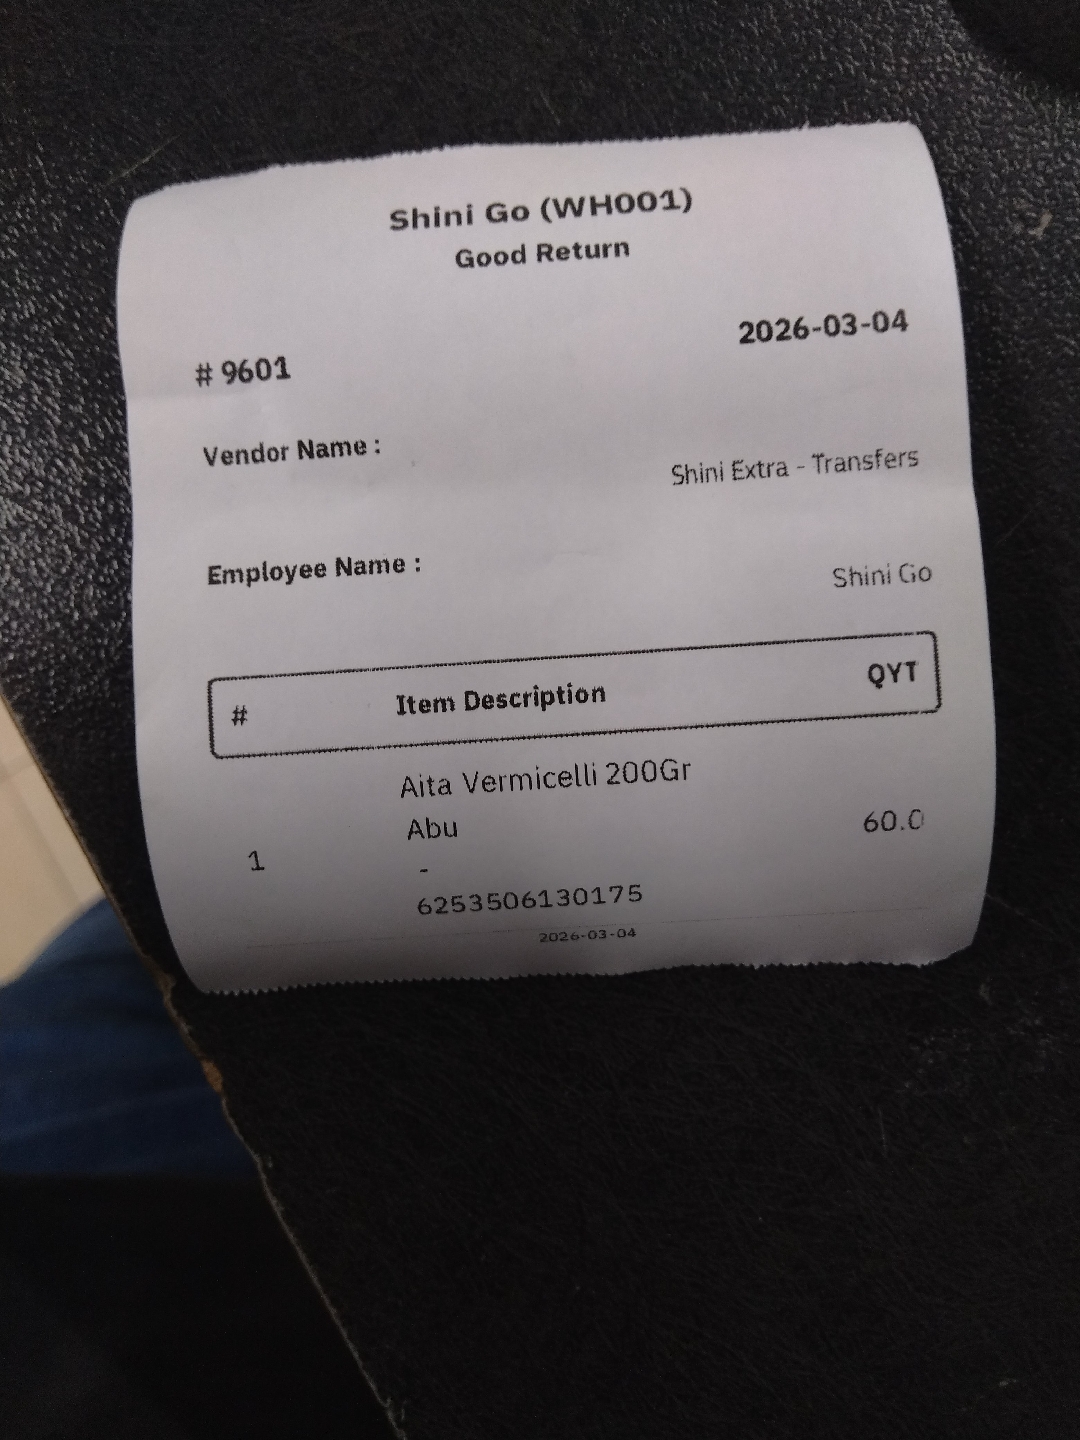 Shini Go (WH001)
Good Return
2026-03-04
# 9601
Vendor Name :
Shini Extra - Transfers
Employee Name :
Shini Go
# Item Description QYT
Aita Vermicelli 200Gr
Abu
1 60.0
-
6253506130175
2026-03-04